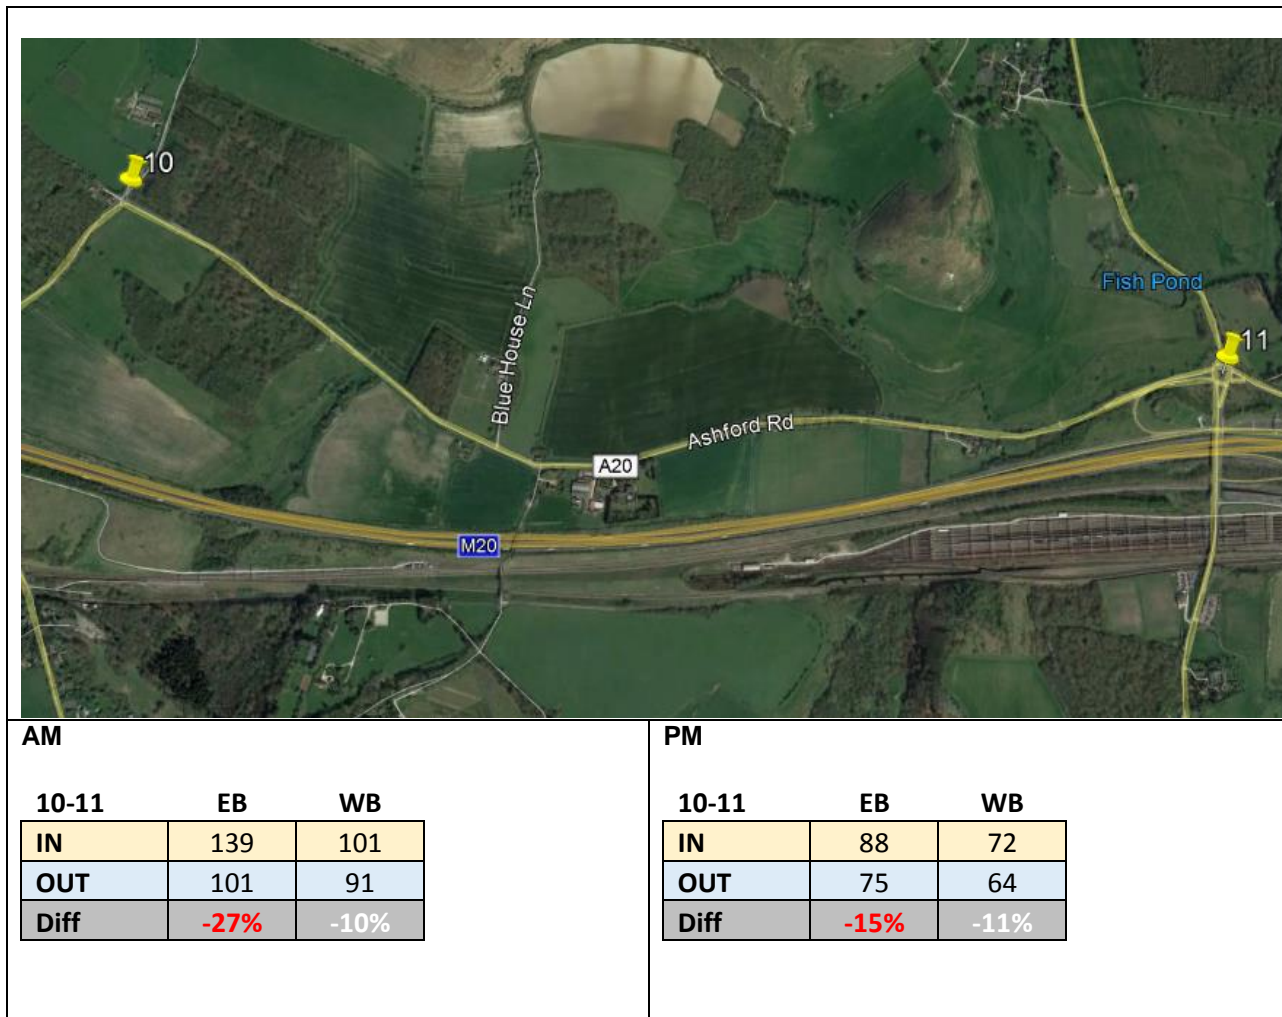 10
11
Fish Pond
Blue House Ln
Ashford Rd
A20
M20
AM
10-11 EB WB
IN 139 101
OUT 101 91
Diff -27% -10%
PM
10-11 EB WB
IN 88 72
OUT 75 64
Diff -15% -11%